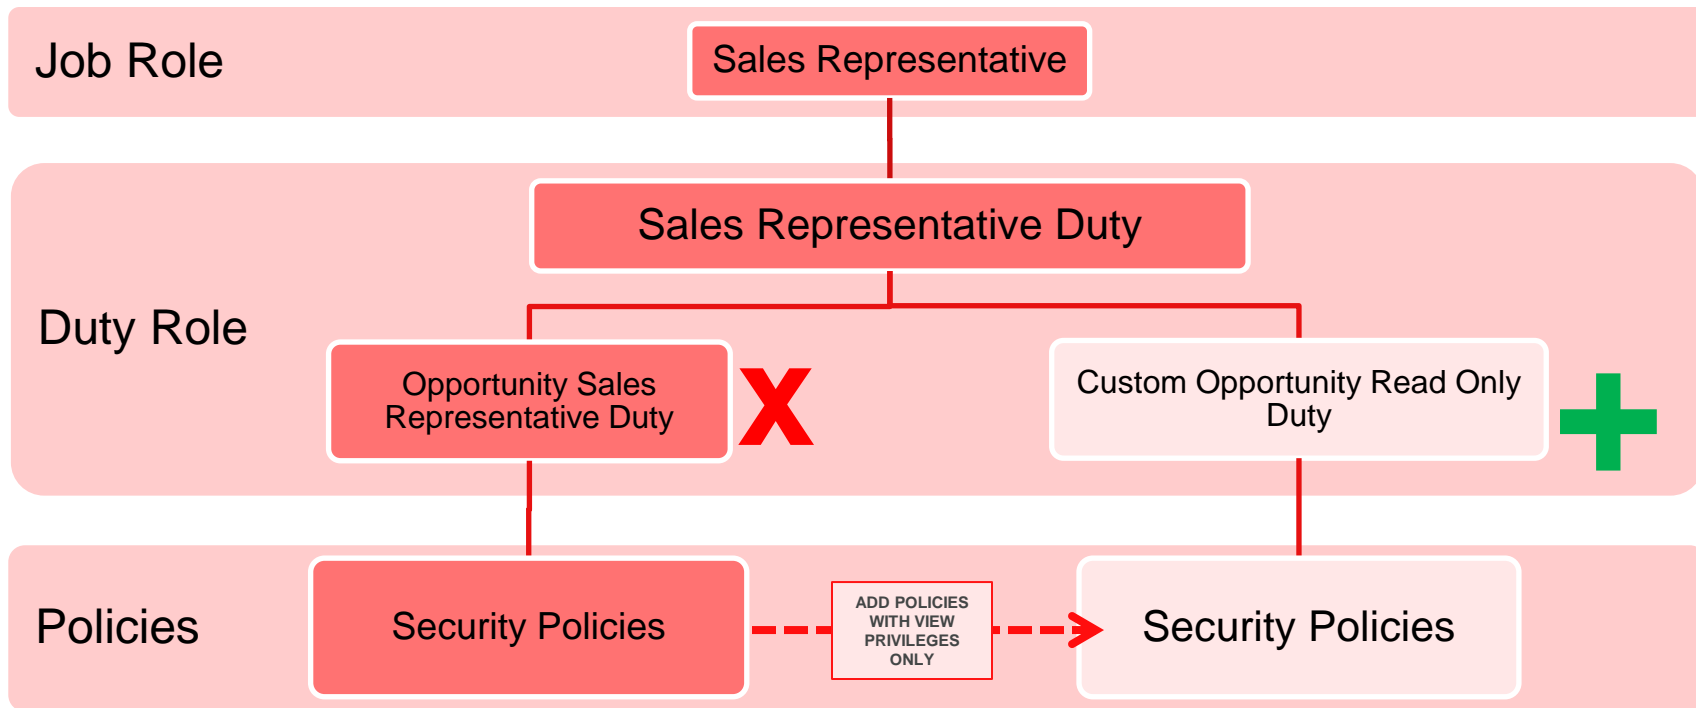 Job Role
Sales Representative
Sales Representative Duty
Duty Role
Opportunity Sales
Representative Duty
X
Custom Opportunity Read Only
Duty
Policies
Security Policies
ADD POLICIES
WITH VIEW
PRIVILEGES
ONLY
Security Policies